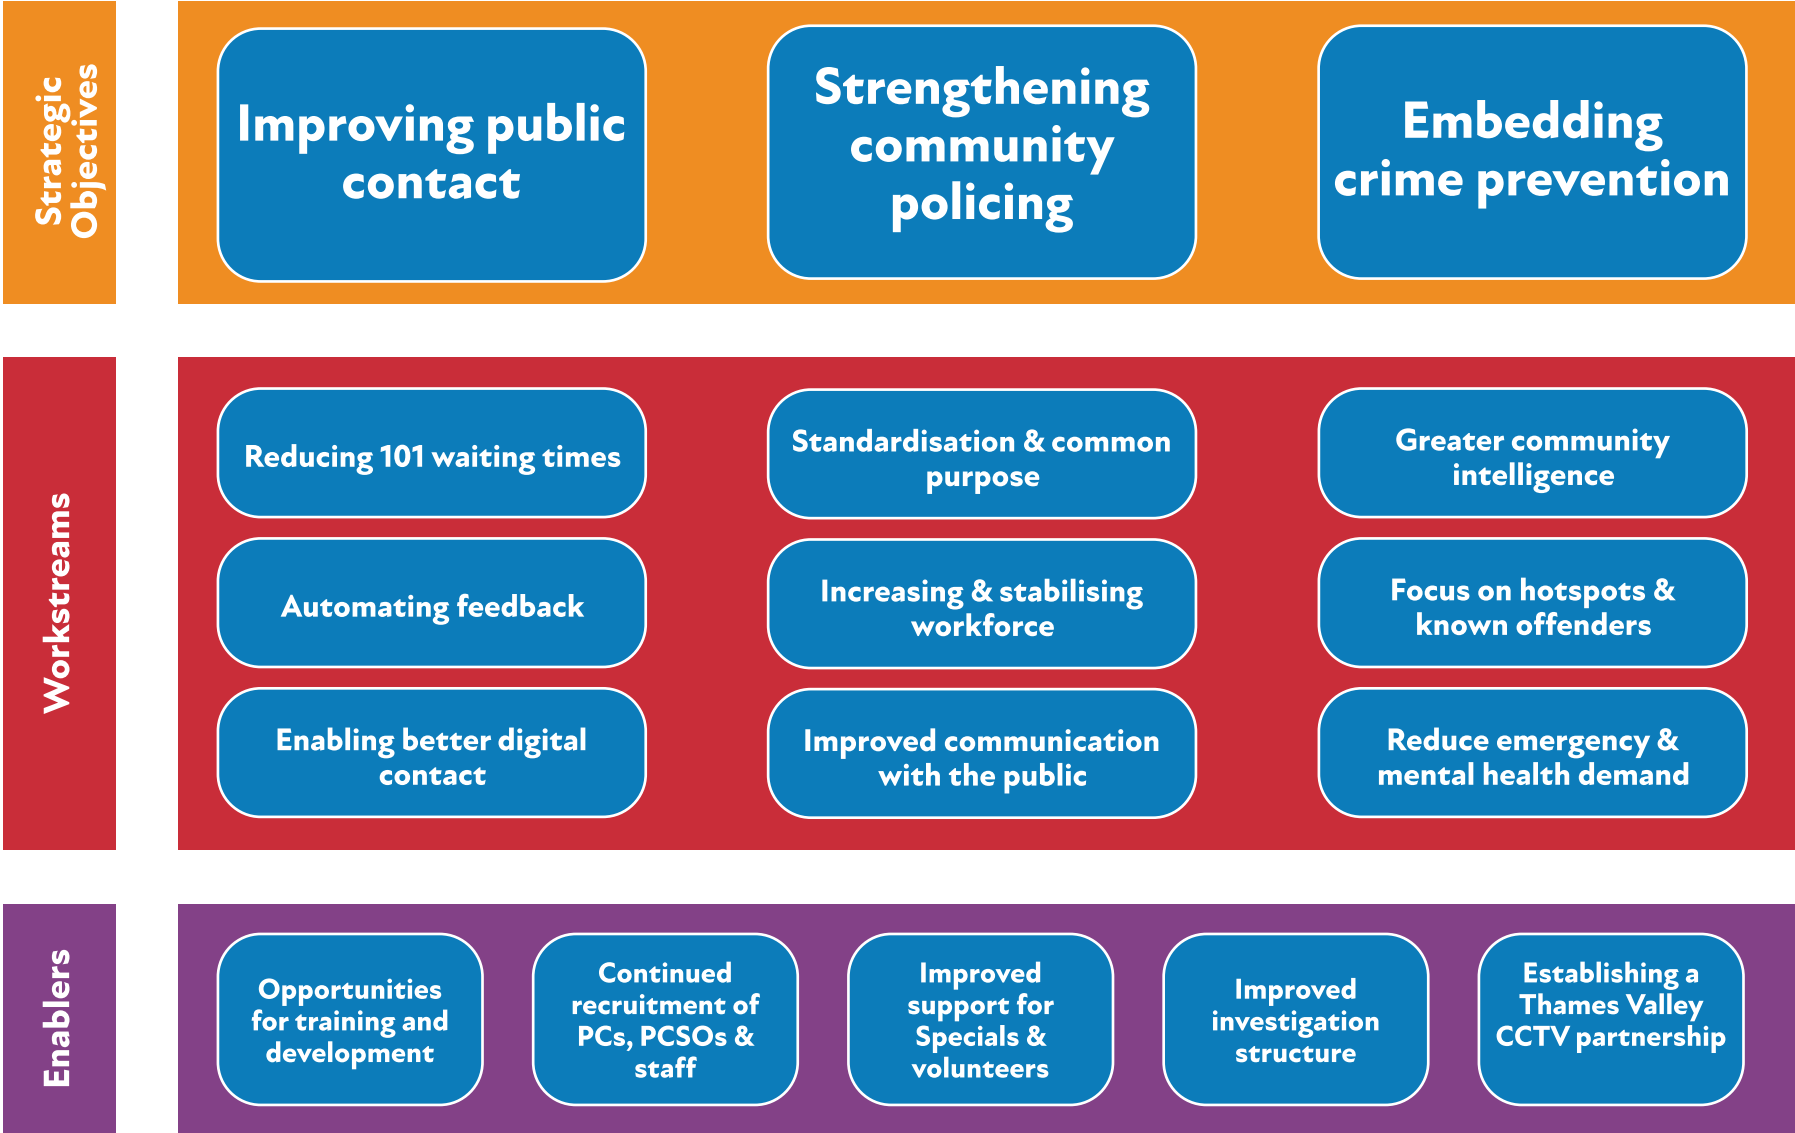 Strategic
Objectives
Improving public
contact
Strengthening
community
policing
Embedding
crime prevention
Workstreams
Reducing 101 waiting times
Standardisation & common
purpose
Greater community
intelligence
Automating feedback
Increasing & stabilising
workforce
Focus on hotspots &
known offenders
Enabling better digital
contact
Improved communication
with the public
Reduce emergency &
mental health demand
Enablers
Opportunities
for training and
development
Continued
recruitment of
PCs, PCSOs &
staff
Improved
support for
Specials &
volunteers
Improved
investigation
structure
Establishing a
Thames Valley
CCTV partnership